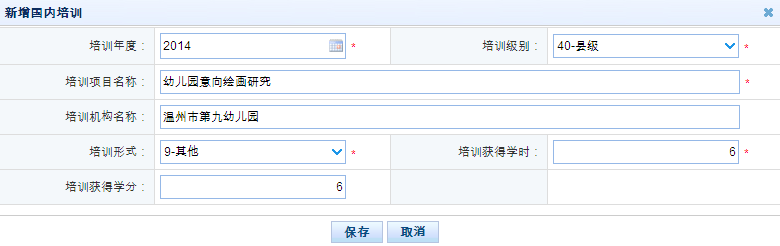 新增国内培训
培训年度： 2014 * 培训级别： 40-县级 *
培训项目名称： 幼儿园意向绘画研究 *
培训机构名称： 温州市第九幼儿园
培训形式： 9-其他 * 培训获得学时： 6 *
培训获得学分： 6
保存 取消